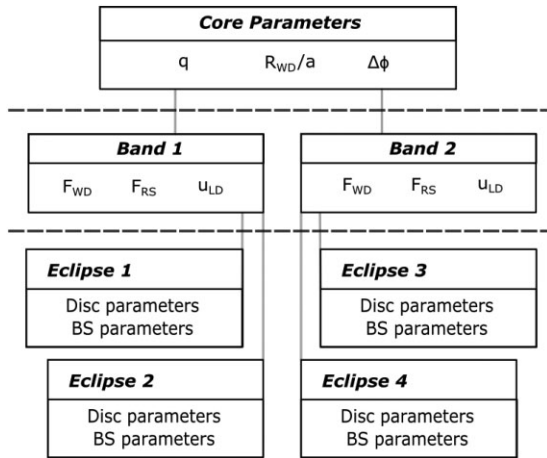 Core Parameters
q R_WD/a Δϕ
Band 1
F_WD F_RS u_LD
Band 2
F_WD F_RS u_LD
Eclipse 1
Disc parameters
BS parameters
Eclipse 2
Disc parameters
BS parameters
Eclipse 3
Disc parameters
BS parameters
Eclipse 4
Disc parameters
BS parameters